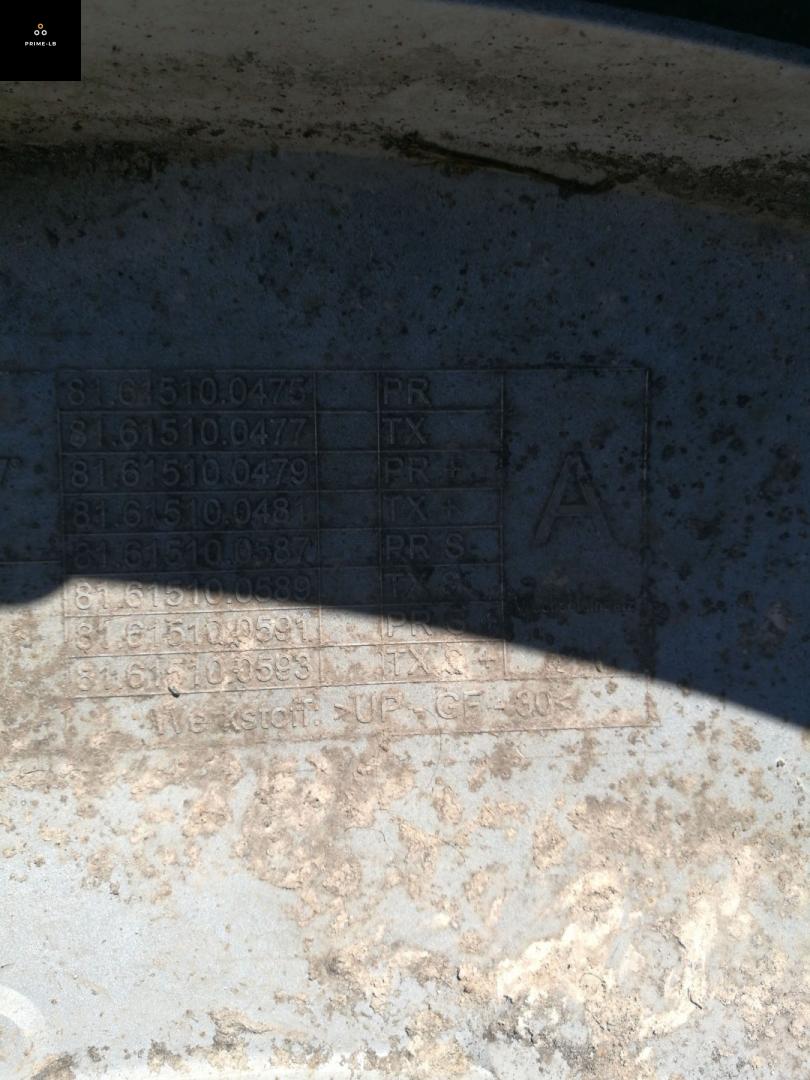 PRIME-LB
81.61510.0475 PR
81.61510.0477 TX
81.61510.0479 PR +
81.61510.0481 TX +
81.61510.0587 PR S
81.61510.0589 TX S
81.61510.0591 PR S
81.61510.0593 TX +
A
Werkstoff: >UP - GF - 30<